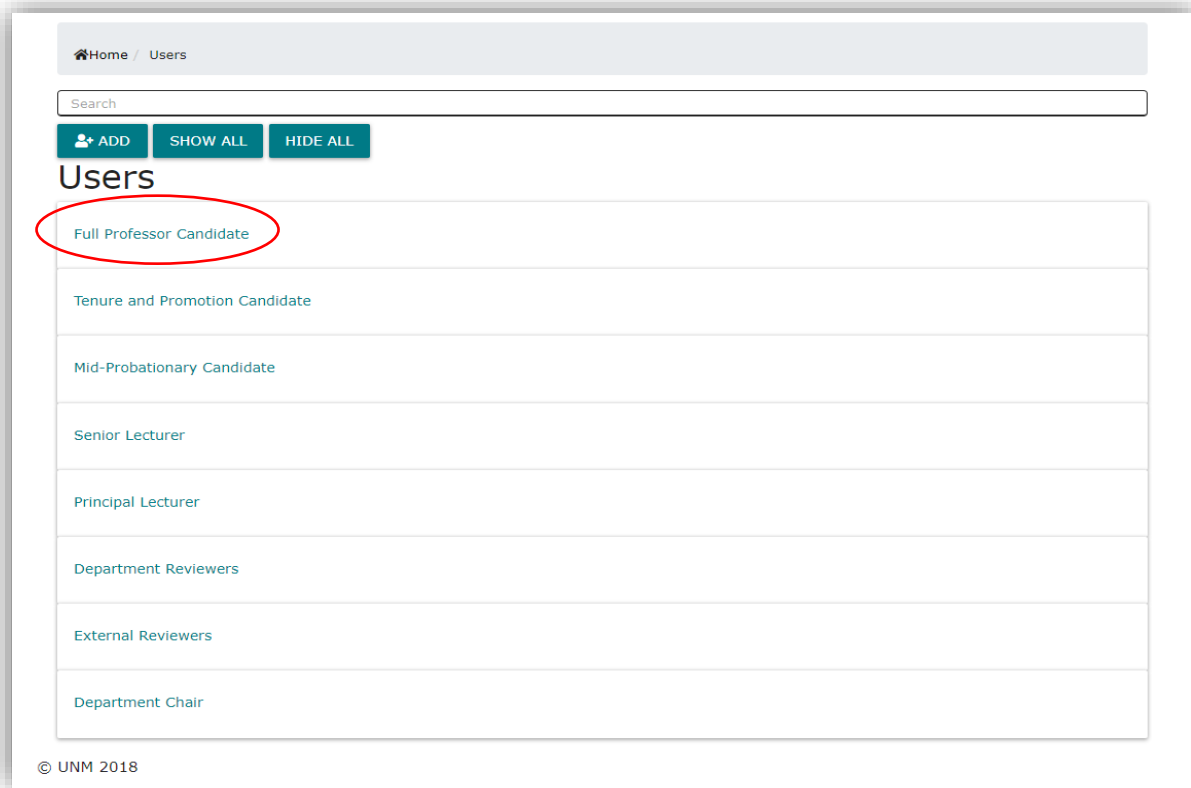 Home / Users
Search
ADD SHOW ALL HIDE ALL
Users
Full Professor Candidate
Tenure and Promotion Candidate
Mid-Probationary Candidate
Senior Lecturer
Principal Lecturer
Department Reviewers
External Reviewers
Department Chair
© UNM 2018